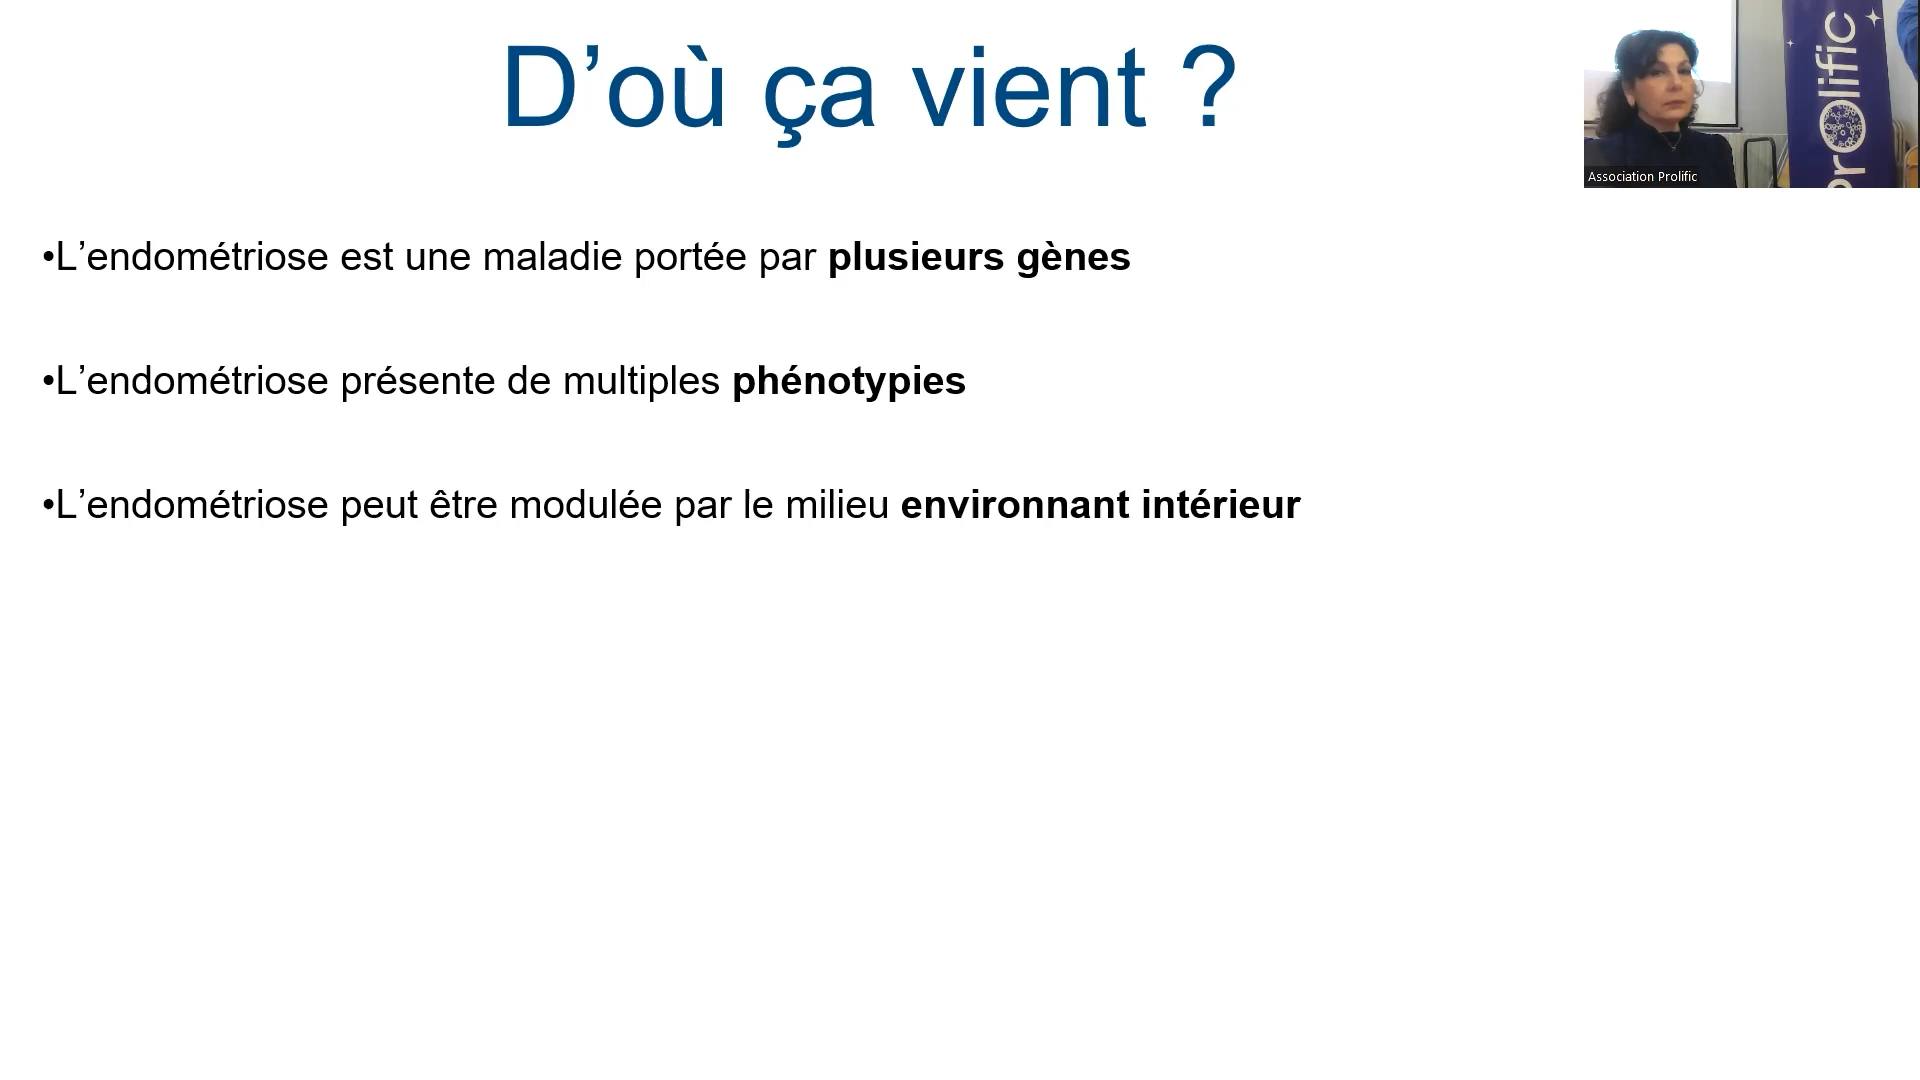 D’où ça vient ?
prOlific
Association Prolific
•L’endométriose est une maladie portée par plusieurs gènes
•L’endométriose présente de multiples phénotypies
•L’endométriose peut être modulée par le milieu environnant intérieur